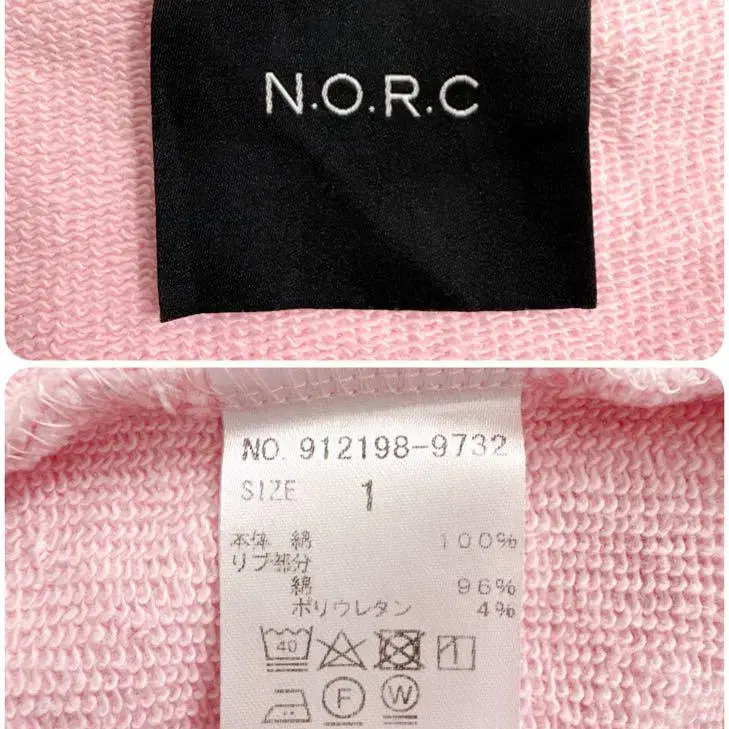 N.O.R.C
NO. 912198-9732
SIZE 1
本体 綿 100%
リブ部分
綿 96%
ポリウレタン 4%
40
F W